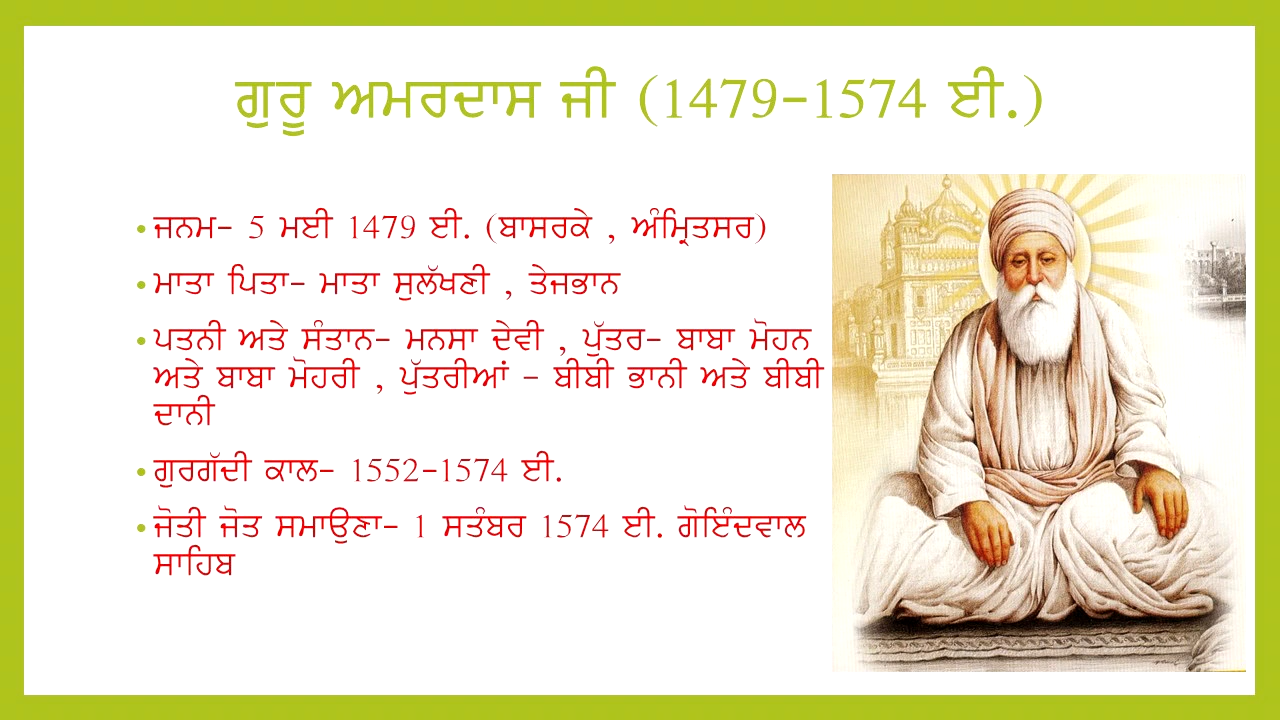 ਗੁਰੂ ਅਮਰਦਾਸ ਜੀ (1479-1574 ਈ.)
• ਜਨਮ- 5 ਮਈ 1479 ਈ. (ਬਾਸਰਕੇ , ਅੰਮ੍ਰਿਤਸਰ)
• ਮਾਤਾ ਪਿਤਾ- ਮਾਤਾ ਸੁਲੱਖਣੀ , ਤੇਜਭਾਨ
• ਪਤਨੀ ਅਤੇ ਸੰਤਾਨ- ਮਨਸਾ ਦੇਵੀ , ਪੁੱਤਰ- ਬਾਬਾ ਮੋਹਨ
ਅਤੇ ਬਾਬਾ ਮੋਹਰੀ , ਪੁੱਤਰੀਆਂ - ਬੀਬੀ ਭਾਨੀ ਅਤੇ ਬੀਬੀ
ਦਾਨੀ
• ਗੁਰਗੱਦੀ ਕਾਲ- 1552-1574 ਈ.
• ਜੋਤੀ ਜੋਤ ਸਮਾਉਣਾ- 1 ਸਤੰਬਰ 1574 ਈ. ਗੋਇੰਦਵਾਲ
ਸਾਹਿਬ